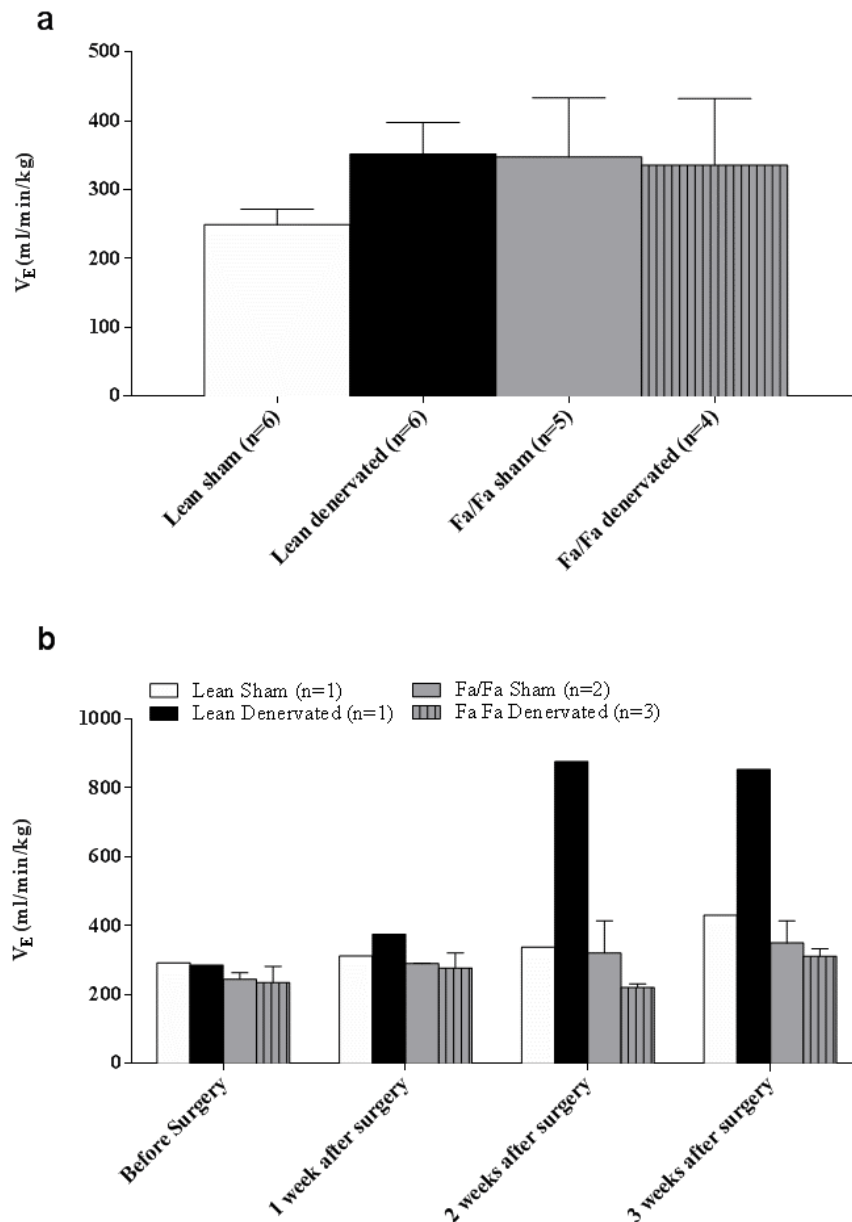 a
500
400
300
200
100
0
V_E (ml/min/kg)
Lean sham (n=6)
Lean denervated (n=6)
Fa/Fa sham (n=5)
Fa/Fa denervated (n=4)
b
Lean Sham (n=1)
Fa/Fa Sham (n=2)
Lean Denervated (n=1)
Fa Fa Denervated (n=3)
1000
800
600
400
200
0
V_E (ml/min/kg)
Before Surgery
1 week after surgery
2 weeks after surgery
3 weeks after surgery